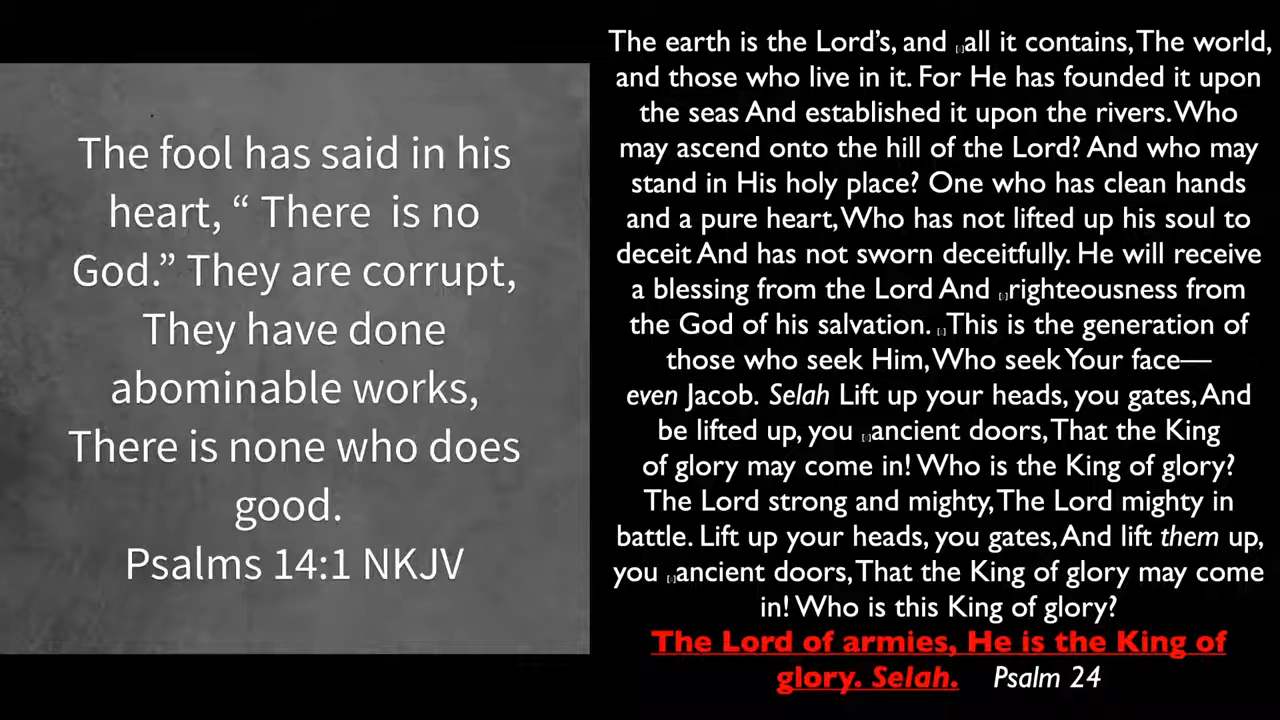 The fool has said in his
heart, “ There  is no
God.” They are corrupt,
They have done
abominable works,
There is none who does
good.
Psalms 14:1 NKJV
The earth is the Lord’s, and [ ]all it contains, The world,
and those who live in it. For He has founded it upon
the seas And established it upon the rivers. Who
may ascend onto the hill of the Lord? And who may
stand in His holy place? One who has clean hands
and a pure heart, Who has not lifted up his soul to
deceit And has not sworn deceitfully. He will receive
a blessing from the Lord And [ ]righteousness from
the God of his salvation. [ ]This is the generation of
those who seek Him, Who seek Your face—
even Jacob. Selah Lift up your heads, you gates, And
be lifted up, you [ ]ancient doors, That the King
of glory may come in! Who is the King of glory?
The Lord strong and mighty, The Lord mighty in
battle. Lift up your heads, you gates, And lift them up,
you [ ]ancient doors, That the King of glory may come
in! Who is this King of glory?
The Lord of armies, He is the King of
glory. Selah. Psalm 24